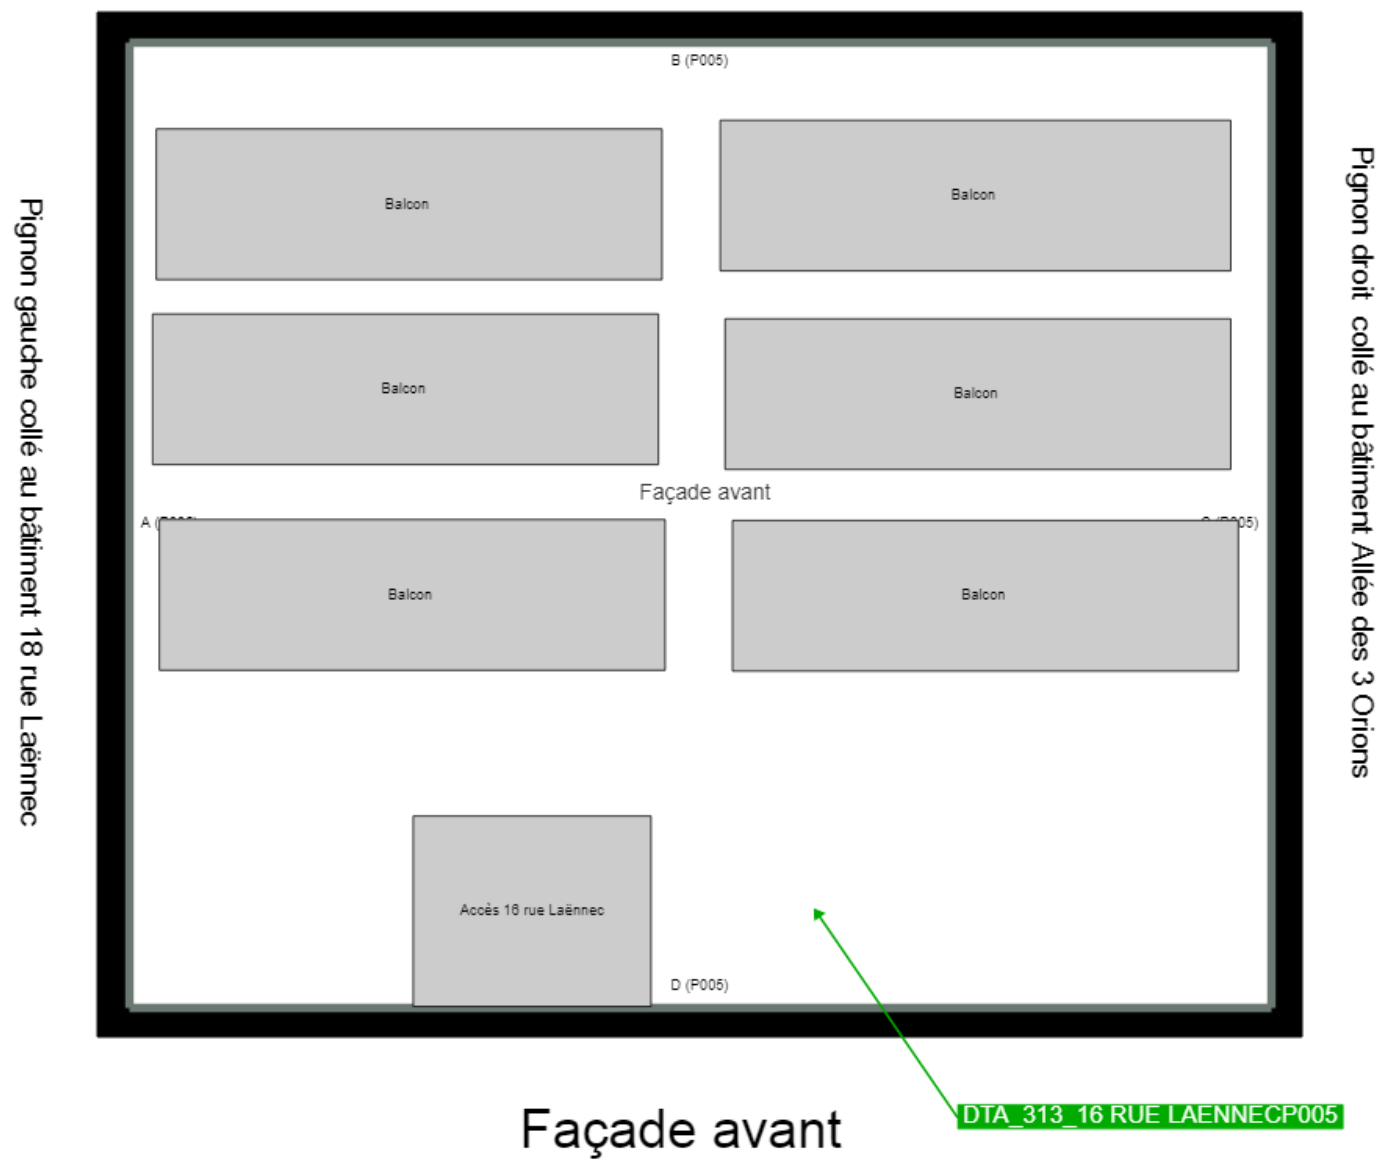 B (P005)
Balcon
Balcon
Pignon gauche collé au bâtiment 18 rue Laënnec
Pignon droit collé au bâtiment Allée des 3 Orions
Balcon
Balcon
Façade avant
A (
05)
Balcon
Balcon
Accès 16 rue Laënnec
D (P005)
DTA_313_16 RUE LAENNECP005
Façade avant